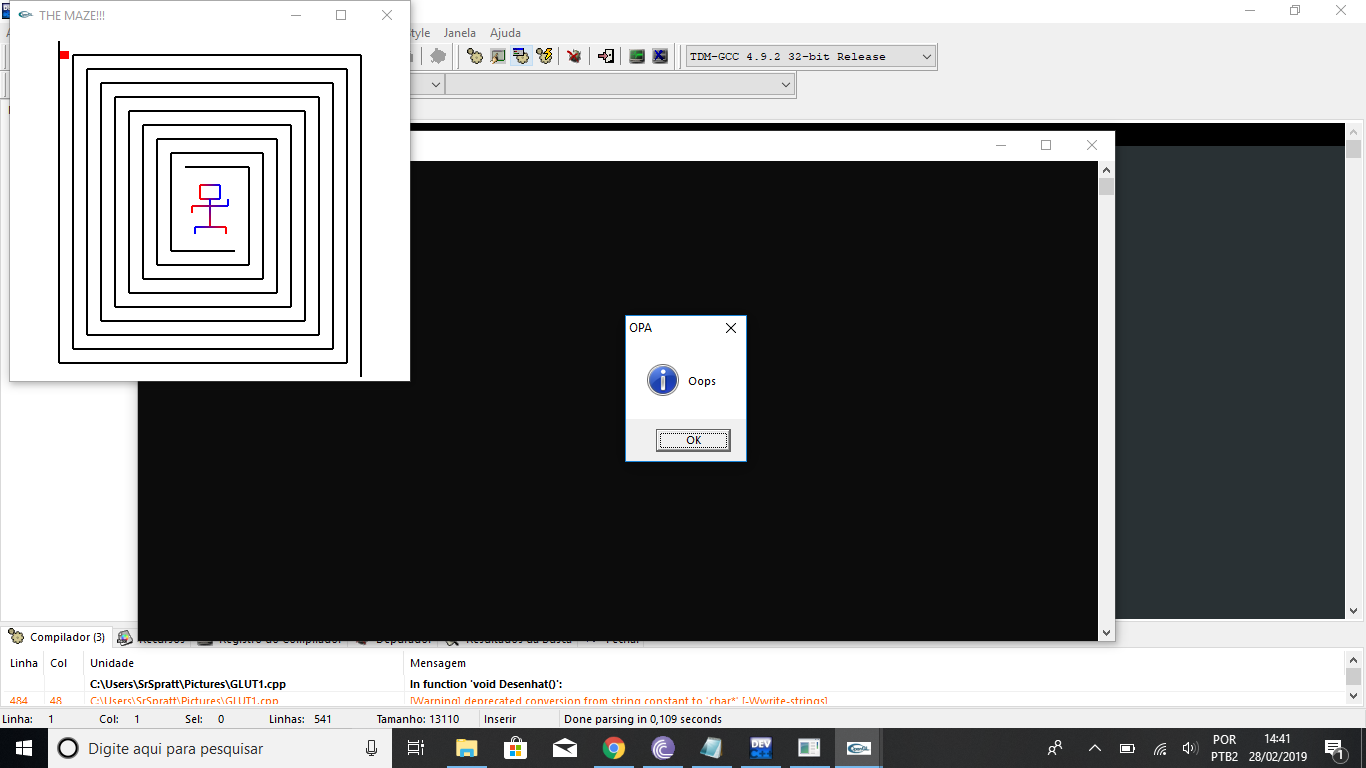 THE MAZE!!!
tyle Janela Ajuda
TDM-GCC 4.9.2 32-bit Release
OPA
Oops
OK
Compilador (3)
Linha Col Unidade Mensagem
C:\Users\SrSpratt\Pictures\GLUT1.cpp In function 'void Desenhat()':
484 48 C:\Users\SrSpratt\Pictures\GLUT1.cpp [Warning] deprecated conversion from string constant to 'char*' [-Wwrite-strings]
Linha: 1 Col: 1 Sel: 0 Linhas: 541 Tamanho: 13110 Inserir Done parsing in 0,109 seconds
Digite aqui para pesquisar
DEV
POR
PTB2
14:41
28/02/2019
1